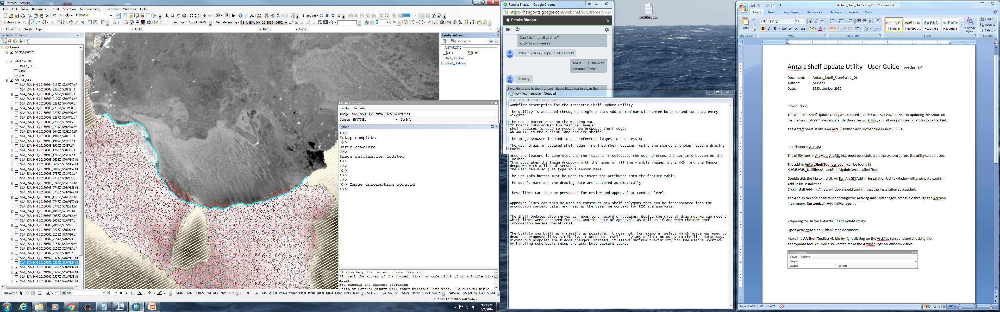 Untitled - ArcMap
File Edit View Bookmarks Insert Selection Geoprocessing Customize Windows Help
1:600,000
Snapping
Editor
Settings About SIPAS
Georeferencing
S1A_ESA_HH_20160504_0152Z
Initialize / Refresh Type: Field: Date: Layer:
Table Of Contents
Layers
Shelf_Updates
ANTARCTIC
POLY_TYPE
Land
Shelf
SNTNL_STAR
S1A_ESA_HH_20160504_0152Z_S72W77.tif
S1A_ESA_HH_20160503_2226Z_S69E78.tif
S1A_ESA_HH_20160503_2226Z_S68E80.tif
S1A_ESA_HH_20160503_2100Z_S59W23.tif
S1A_ESA_HH_20160503_2234Z_S74W20.tif
S1A_ESA_HH_20160503_2235Z_S71W30.tif
S1A_ESA_HH_20160503_2236Z_S69W36.tif
S1A_ESA_HH_20160503_2237Z_S65W41.tif
S1A_ESA_HH_20160503_2238Z_S62W45.tif
S1A_ESA_HH_20160503_2239Z_S59W48.tif
S1A_ESA_HH_20160503_2046Z_S65E109.tif
S1A_ESA_HH_20160503_1918Z_S70E17.tif
S1A_ESA_HH_20160503_1919Z_S67E11.tif
S1A_ESA_HH_20160503_1920Z_S64E7.tif
S1A_ESA_HH_20160503_1740Z_S68E38.tif
S1A_ESA_HH_20160503_1741Z_S65E32.tif
S1A_ESA_HH_20160503_0608Z_S70W147.tif
S1A_ESA_HH_20160503_0609Z_S67W152.tif
S1A_ESA_HH_20160503_0610Z_S64W157.tif
S1A_ESA_HH_20160503_0737Z_S68W58.tif
S1A_ESA_HH_20160503_0738Z_S69W61.tif
S1A_ESA_HH_20160503_0748Z_S65E181.tif
S1A_ESA_HH_20160503_0745Z_S76W151.tif
S1A_ESA_HH_20160503_0746Z_S73W162.tif
S1A_ESA_HH_20160503_1102Z_S76E165.tif
S1A_ESA_HH_20160503_0747Z_S70W170.tif
S1A_ESA_HH_20160503_0748Z_S67E184.tif
S1A_ESA_HH_20160503_2056Z_S71W6.tif
S1A_ESA_HH_20160503_2057Z_S68W12.tif
S1A_ESA_HH_20160503_2058Z_S65W17.tif
S1A_ESA_HH_20160503_2059Z_S62W21.tif
S1A_ESA_HH_20160503_2226Z_S66E82.tif
S1A_ESA_HH_20160502_2153Z_S73W16.tif
S1A_ESA_HH_20160502_2154Z_S70W23.tif
S1A_ESA_HH_20160502_2155Z_S67W29.tif
S1A_ESA_HH_20160502_2156Z_S63W33.tif
S1A_ESA_HH_20160502_2158Z_S60W37.tif
S1A_ESA_HH_20160502_0525Z_S76W113.tif
S1A_ESA_HH_20160502_0526Z_S74W124.tif
S1A_ESA_HH_20160502_0528Z_S68W139.tif
S1A_ESA_HH_20160502_0529Z_S65W144.tif
S1A_ESA_HH_20160502_0527Z_S71W133.tif
S1A_ESA_HH_20160502_0704Z_S74W148.tif
Create Features
<Search>
ANTARCTIC
Land Shelf
Shelf_Updates
Shelf_Updates
AA Shelf Toolbar
SetUp Get Info
Image: S1A_ESA_HH_20160502_0526Z_S74W124.tif
Sensor: SENTINEL Set Info
Python
>>>
Setup complete
>>>
Setup complete
>>>
Image information updated
>>>
>>>
>>>
>>>
>>>
>>> Image information updated
>>>
F1 show help for current cursor location.
F2 check the syntax of the current line (or code block if in multiple line
mode).
ESC cancels the current operation.
Shift or Control Return will enter multiple line mode. To exit multiple
Drawing Arial 10 B I U A
NMIZ SMIZ BERGS SWEEKLY NWEEKLY TT00 TT24 TT48 WD00 WD24 WD48 PP00 PP48 DR00 DR24 DR48 BY15 IC48 STT12 STT24 SWD12 SWD24 SPP12 SPP24 SBY15 NASCAT NSSMI SASCAT SSSMI
1325141.12 1118477.628 Meters
9:09 AM
5/4/2016
Renuka Bhaskar - Google Chrome
https://hangouts.google.com/webchat/u/0/frame?v=14
Renuka Bhaskar
Can I do it for all at once?
apply to all I guess?
i think if you say apply to all it should
Tea is..... a little blah
not much flavor
oh sorry!
I wonder if this is the first one - basic black tea to clean the
workflow_n...
workflow_narrative - Notepad
File Edit Format View Help
Workflow description for the Antarctic Shelf Update Utility
The utility is accessed through a single ArcGIS Add-In Toolbar with three buttons and two data entry
widgits.
The SetUp button sets up the working MXD.
It brings into ArcMap two feature layers:
Shelf_Updates is used to record new proposed shelf edges
ANTARCTIC is the current land and ice shelfs.
The Image Browser is used to add reference images to the session.
The user draws an updated shelf edge line into Shelf_Updates, using the standard ArcMap feature drawing
tools.
Once the feature is complete, and the feature is selected, the user presses the Get Info button on the
Toolbar.
This populates the Image dropdown with the names of all the visible images inthe MXD, and the Sensor
dropdown with a list of sensors.
The user can also just type in a sensor name.
The Set Info button must be used to insert the attibutes into the feature table.
The user's name and the drawing date are captured automatically.
These lines can then be presented for review and approval at command level.
Approved lines can then be used to construct new shelf polygons that can be incorporated into the
production context data, and used as the baseline context for NIC ice analysis.
The Shelf_Updates also serves as repository record of updates. Beside the date of drawing, we can record
which lines were approved for use, and the date of approval, as well as if and when the new shef
information became operational.
The Utility was built as minimally as possible: it does not, for example, select which image was used to
draw the proposed line. Similarly, it does not itself apply any definition query to the line data; say,
hiding old proposed shelf edge changes. Instead, it allows maximum flexibility for the user's workflow
by handling some basic setup and attribute capture tasks.
Antarc_Shelf_UserGuide_00 - Microsoft Word
Home Insert Page Layout References Mailings Review View
Paste
Calibri (Body) 11
AaBbCcDc AaBbCcDc AaBbC AaBbCc
Normal No Spaci... Heading 1 Heading 2
Change Styles
Find
Replace
Select
Clipboard Font Paragraph Styles Editing
Antarc Shelf Update Utility - User Guide version 1.0
Document: Antarc_Shelf_UserGuide_00
Author: M.Denil
Date: 15 December 2015
Introduction:
The Antarctic Shelf Update Utility was created in order to assist NIC analysts in updating the Antarctic
Ice Shelves. It streamlines and standardizes the workflow , and allows proposed changes to be tracked.
The Antarc Shelf Utility is an ArcGIS Python Add-In that runs in ArcGIS 10.1.
Installation in ArcGIS:
The utility runs in ArcMap. ArcGIS 10.1 must be installed on the system before the utility can be used.
The add-in AntarcShelfTool.esriaddin can be found in
K:\GIS\GIS_Utilities\AntarcShelfUpdate\AntarcShelfTool.
Double click the file to install. An Esri ArcGIS Add-In Installation Utility window will prompt to confirm
Add-In file installation.
Click Install Add-In. A new window should confirm that the Installation succeeded.
The Add-In can also be installed through the ArcMap Add-In Manager, accessible through the ArcMap
main menu: Customize > Add-In Manager....
Preparing to use the Antarctic Shelf Update Utility:
Open ArcMap to a new, blank map document.
Make the AA Shelf Toolbar visible by right clicking on the ArcMap surround and checking the
appropriate tool. You will also want to make the ArcMap Python Window visible.
AA Shelf Toolbar
SetUp Get Info
Image:
Sensor: Set Info
Page: 1 of 2 Words: 457 100%